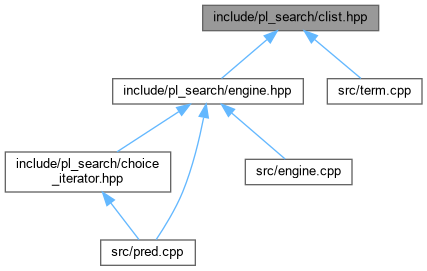 include/pl_search/clist.hpp
include/pl_search/engine.hpp
src/term.cpp
include/pl_search/choice
_iterator.hpp
src/engine.cpp
src/pred.cpp